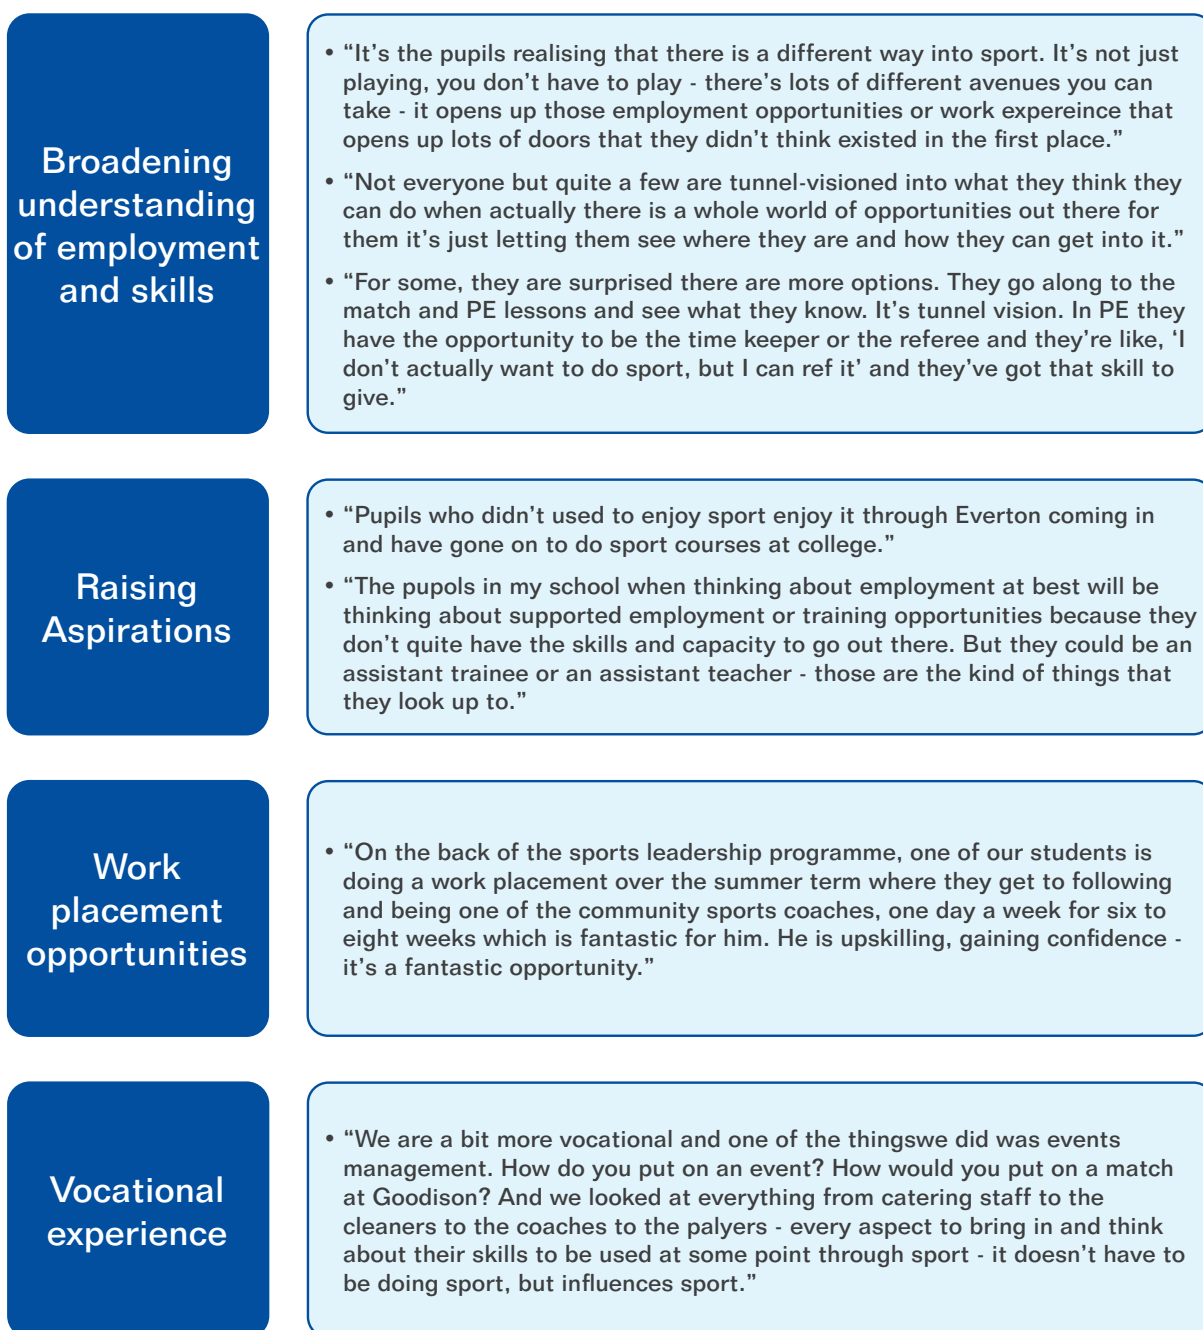 Broadening
understanding
of employment
and skills
• “It’s the pupils realising that there is a different way into sport. It’s not just
playing, you don’t have to play - there’s lots of different avenues you can
take - it opens up those employment opportunities or work expereince that
opens up lots of doors that they didn’t think existed in the first place.”
• “Not everyone but quite a few are tunnel-visioned into what they think they
can do when actually there is a whole world of opportunities out there for
them it’s just letting them see where they are and how they can get into it.”
• “For some, they are surprised there are more options. They go along to the
match and PE lessons and see what they know. It’s tunnel vision. In PE they
have the opportunity to be the time keeper or the referee and they’re like, ‘I
don’t actually want to do sport, but I can ref it’ and they’ve got that skill to
give.”
Raising
Aspirations
• “Pupils who didn’t used to enjoy sport enjoy it through Everton coming in
and have gone on to do sport courses at college.”
• “The pupols in my school when thinking about employment at best will be
thinking about supported employment or training opportunities because they
don’t quite have the skills and capacity to go out there. But they could be an
assistant trainee or an assistant teacher - those are the kind of things that
they look up to.”
Work
placement
opportunities
• “On the back of the sports leadership programme, one of our students is
doing a work placement over the summer term where they get to following
and being one of the community sports coaches, one day a week for six to
eight weeks which is fantastic for him. He is upskilling, gaining confidence -
it’s a fantastic opportunity.”
Vocational
experience
• “We are a bit more vocational and one of the thingswe did was events
management. How do you put on an event? How would you put on a match
at Goodison? And we looked at everything from catering staff to the
cleaners to the coaches to the palyers - every aspect to bring in and think
about their skills to be used at some point through sport - it doesn’t have to
be doing sport, but influences sport.”